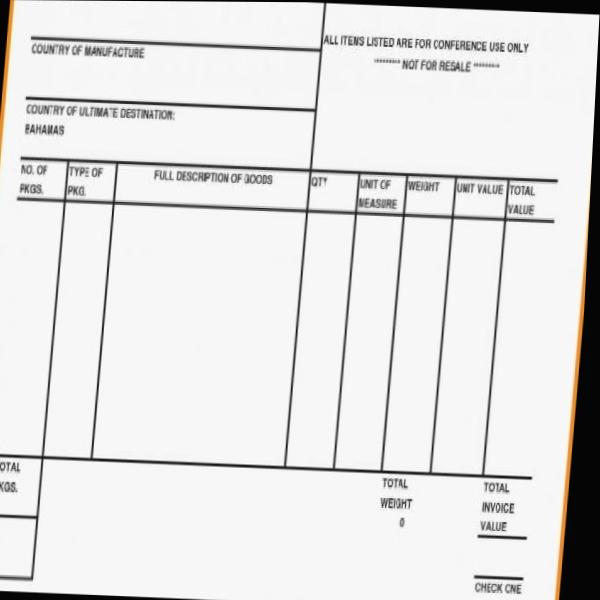 ALL ITENS LISTED ARE FOR CONFERENCE USE ONLY
COUNTRY OF MANUFACTURE
********* NOT FOR RESALE *********
COUNTRY OF ULTIMATE DESTINATION:
BAHAMAS
NO. OF PKGS.
TYPE OF PKG.
FULL DESCRIPTION OF GOODS
QTY
UNIT OF MEASURE
WEIGHT
UNIT VALUE
TOTAL VALUE
OTAL
KGS.
TOTAL
WEIGHT
0
TOTAL
INVOICE
VALUE
CHECK ONE